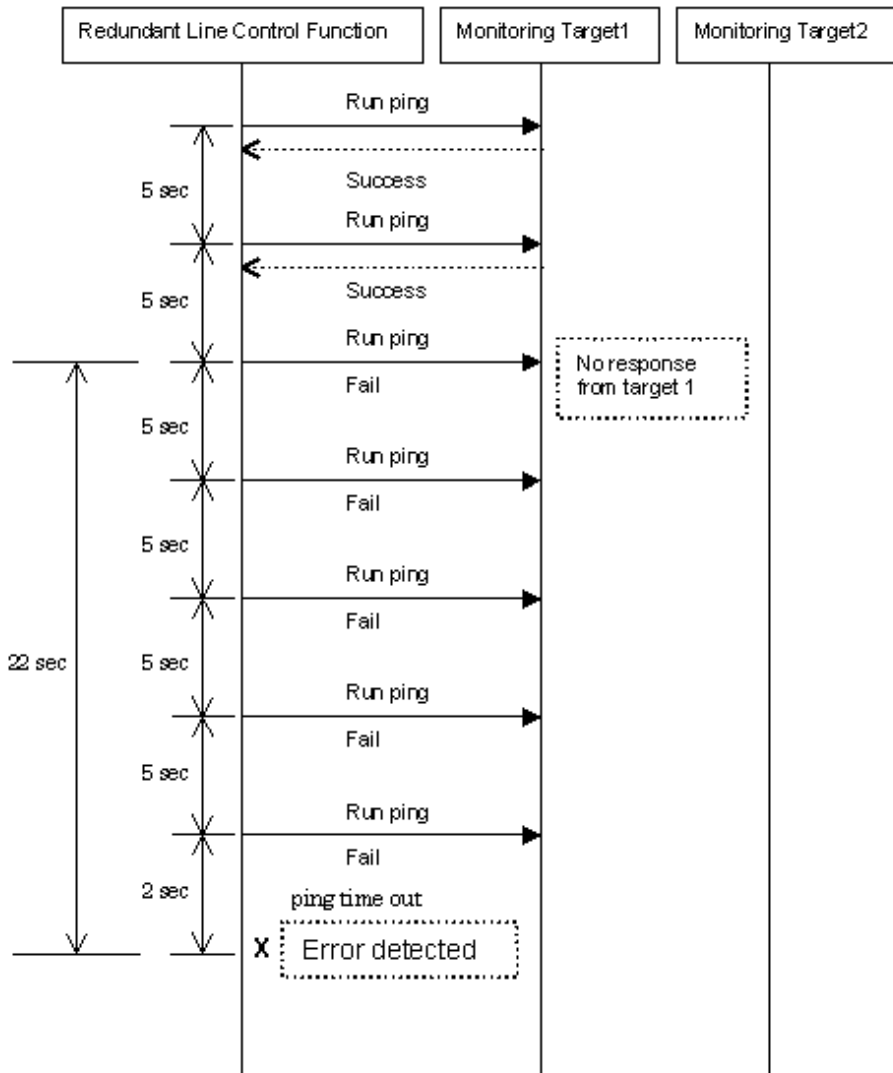 Redundant Line Control Function
Monitoring Target1
Monitoring Target2
Run ping
5 sec
Success
Run ping
Success
5 sec
Run ping
No response
from target 1
Fail
5 sec
Run ping
Fail
5 sec
Run ping
Fail
22 sec
5 sec
Run ping
Fail
5 sec
Run ping
Fail
2 sec
ping time out
X
Error detected